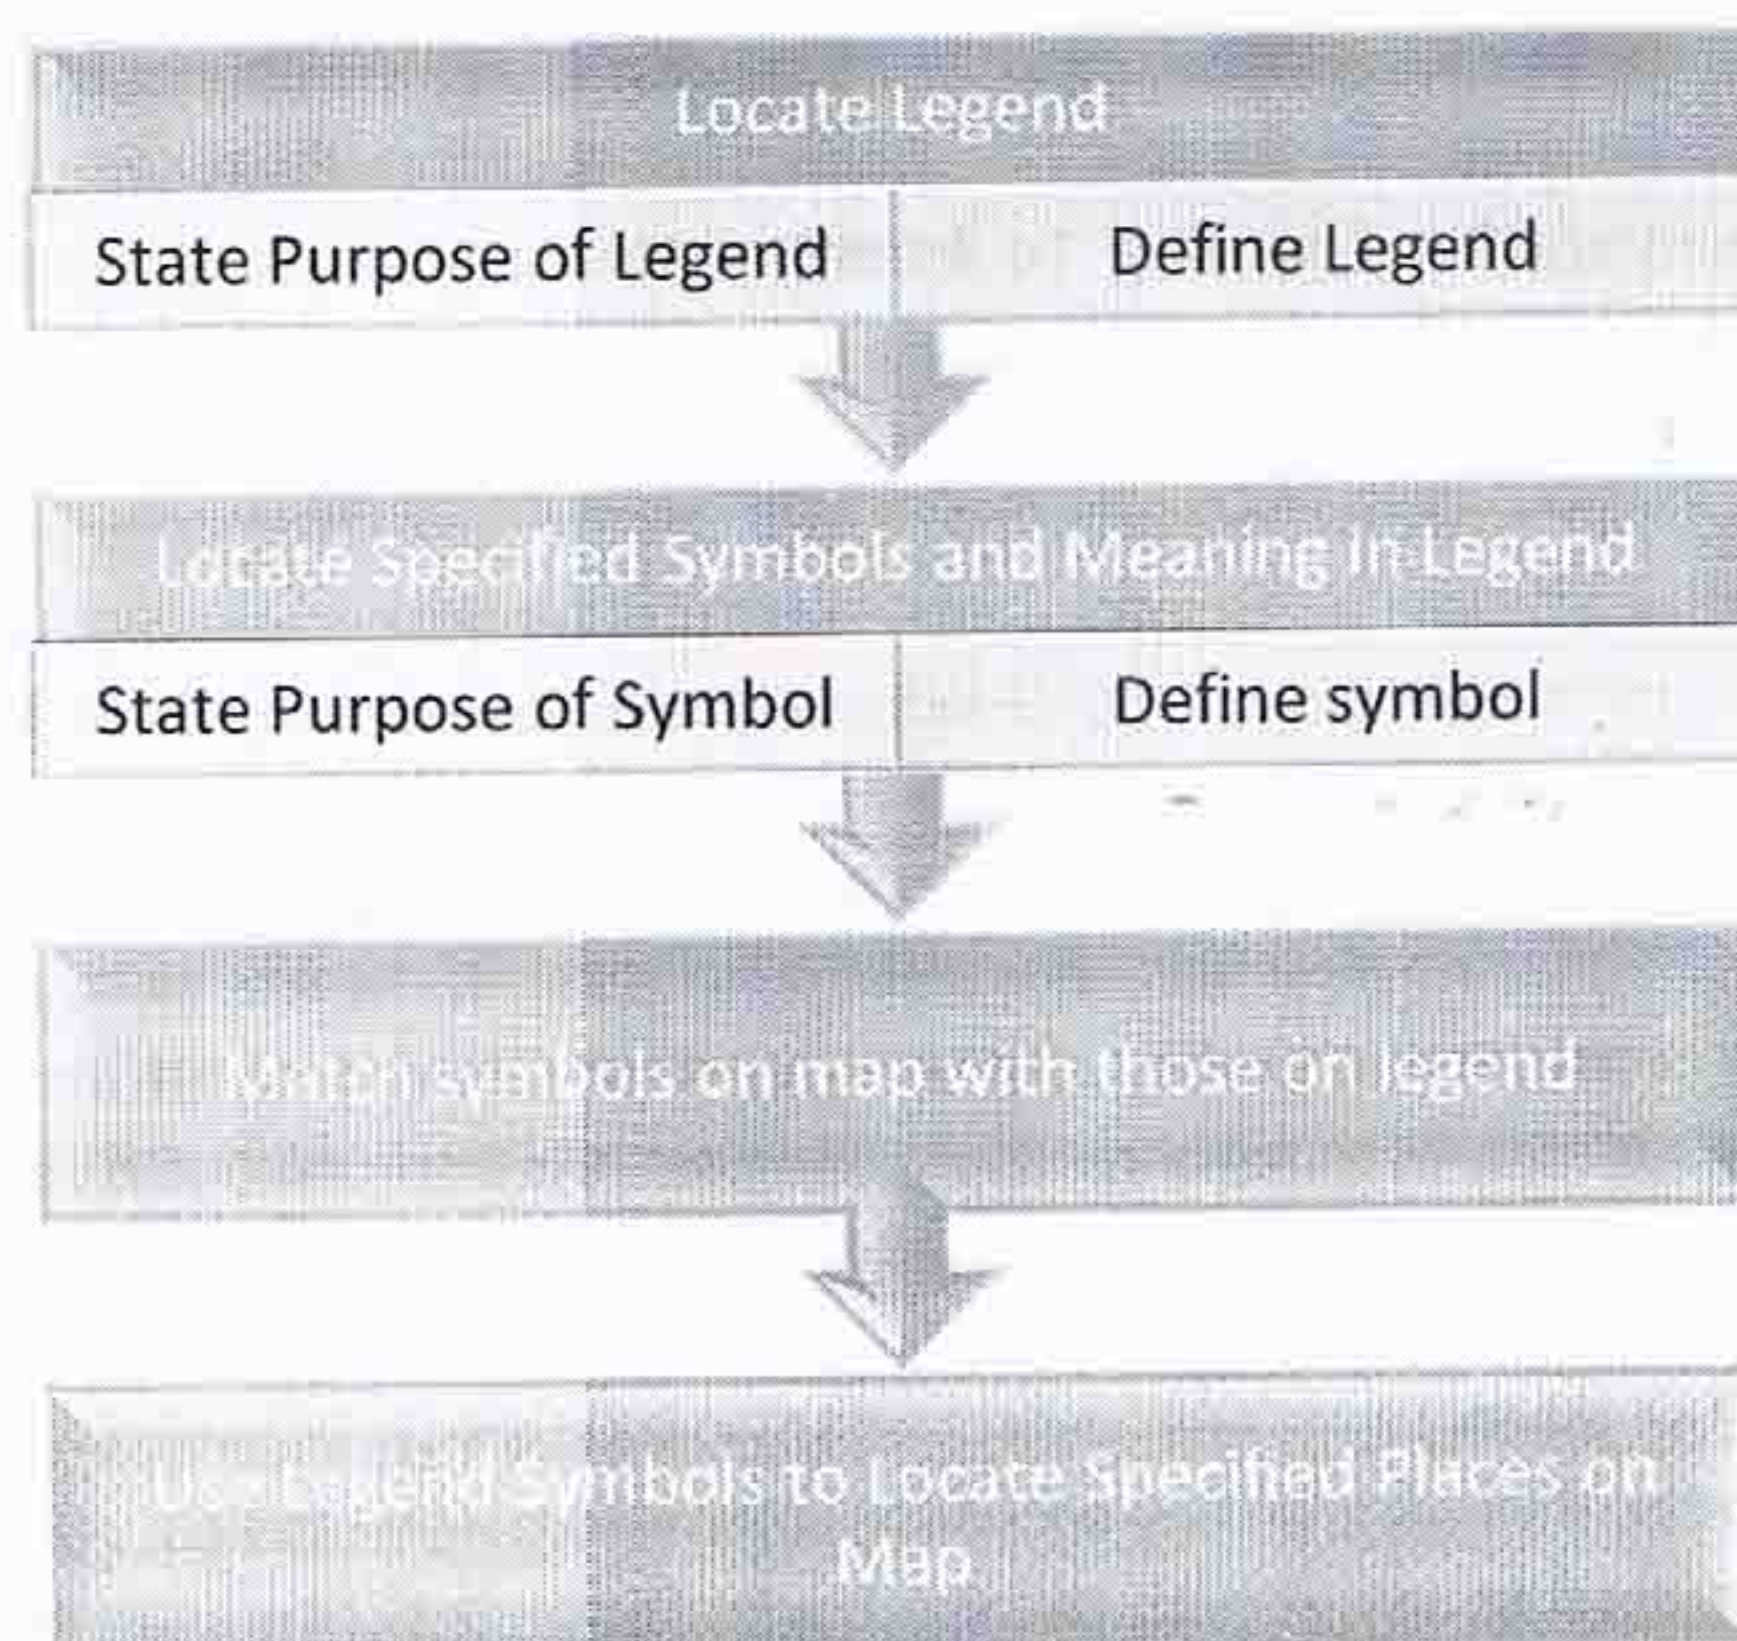 Locate Legend
State Purpose of Legend
Define Legend
Locate Specified Symbols and Meaning In Legend
State Purpose of Symbol
Define symbol
Match symbols on map with those on legend
Use Legend Symbols to Locate Specified Places on
Map